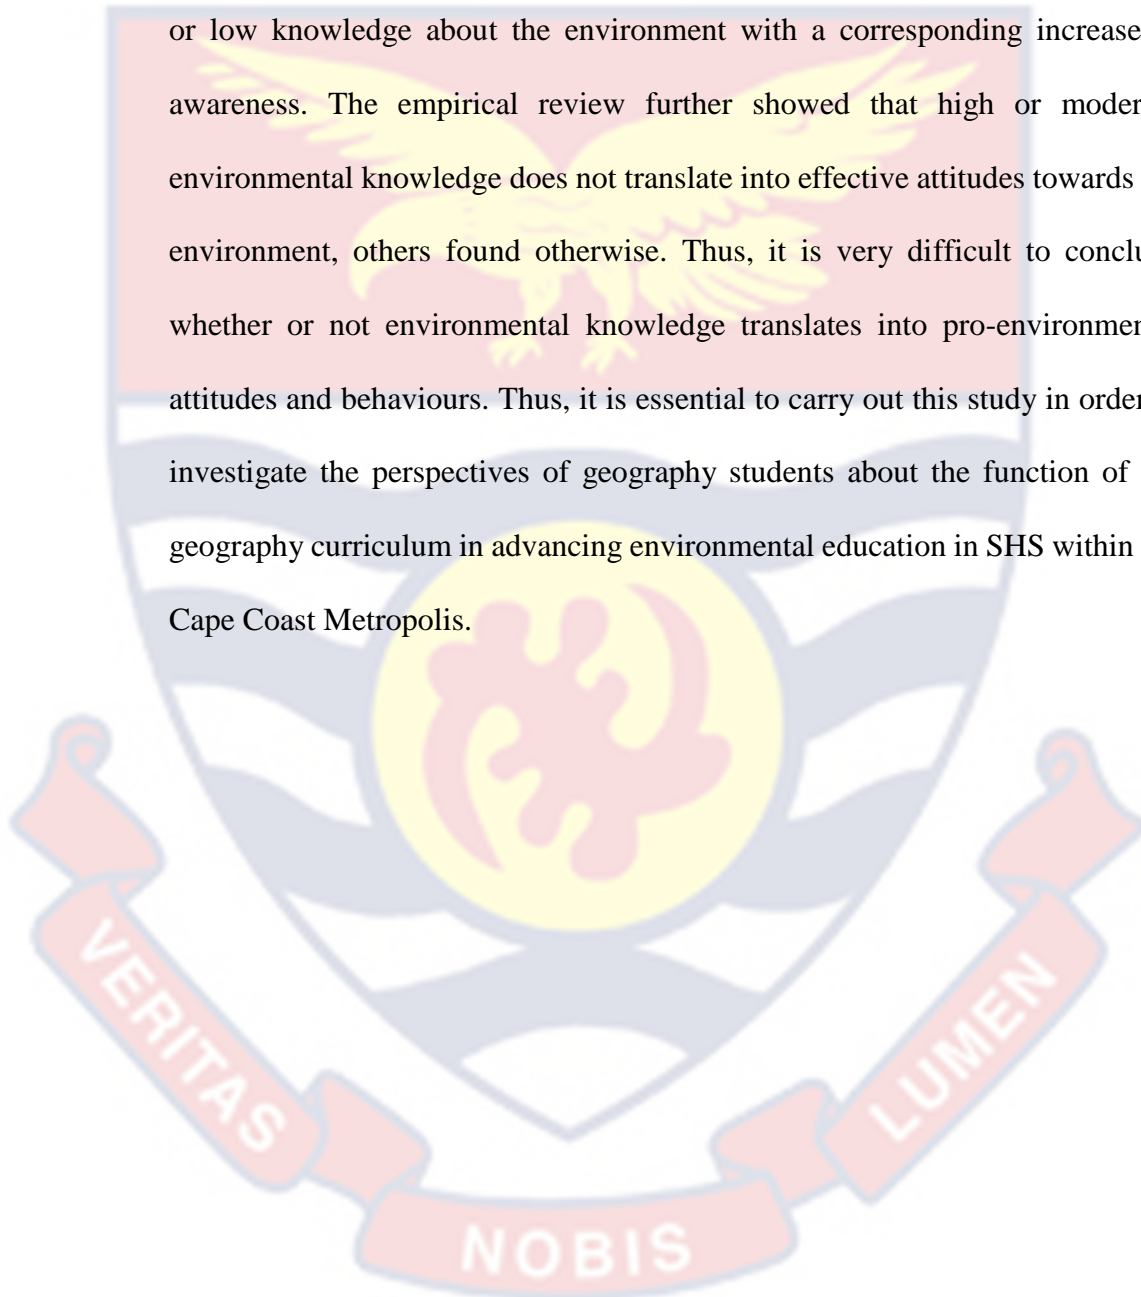 or low knowledge about the environment with a corresponding increase
awareness. The empirical review further showed that high or moder
environmental knowledge does not translate into effective attitudes towards
environment, others found otherwise. Thus, it is very difficult to conclu
whether or not environmental knowledge translates into pro-environmen
attitudes and behaviours. Thus, it is essential to carry out this study in order
investigate the perspectives of geography students about the function of
geography curriculum in advancing environmental education in SHS within
Cape Coast Metropolis.
VERITAS
NOBIS
LUMEN